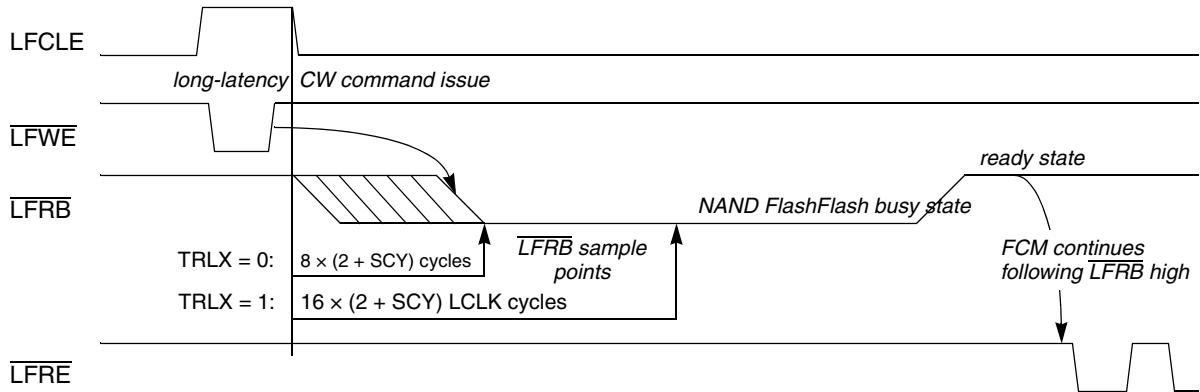 LFCLE
long-latency CW command issue
LFWE
ready state
LFRB
NAND FlashFlash busy state
TRLX = 0: 8 × (2 + SCY) cycles
LFRB sample
points
FCM continues
following LFRB high
TRLX = 1: 16 × (2 + SCY) LCLK cycles
LFRE